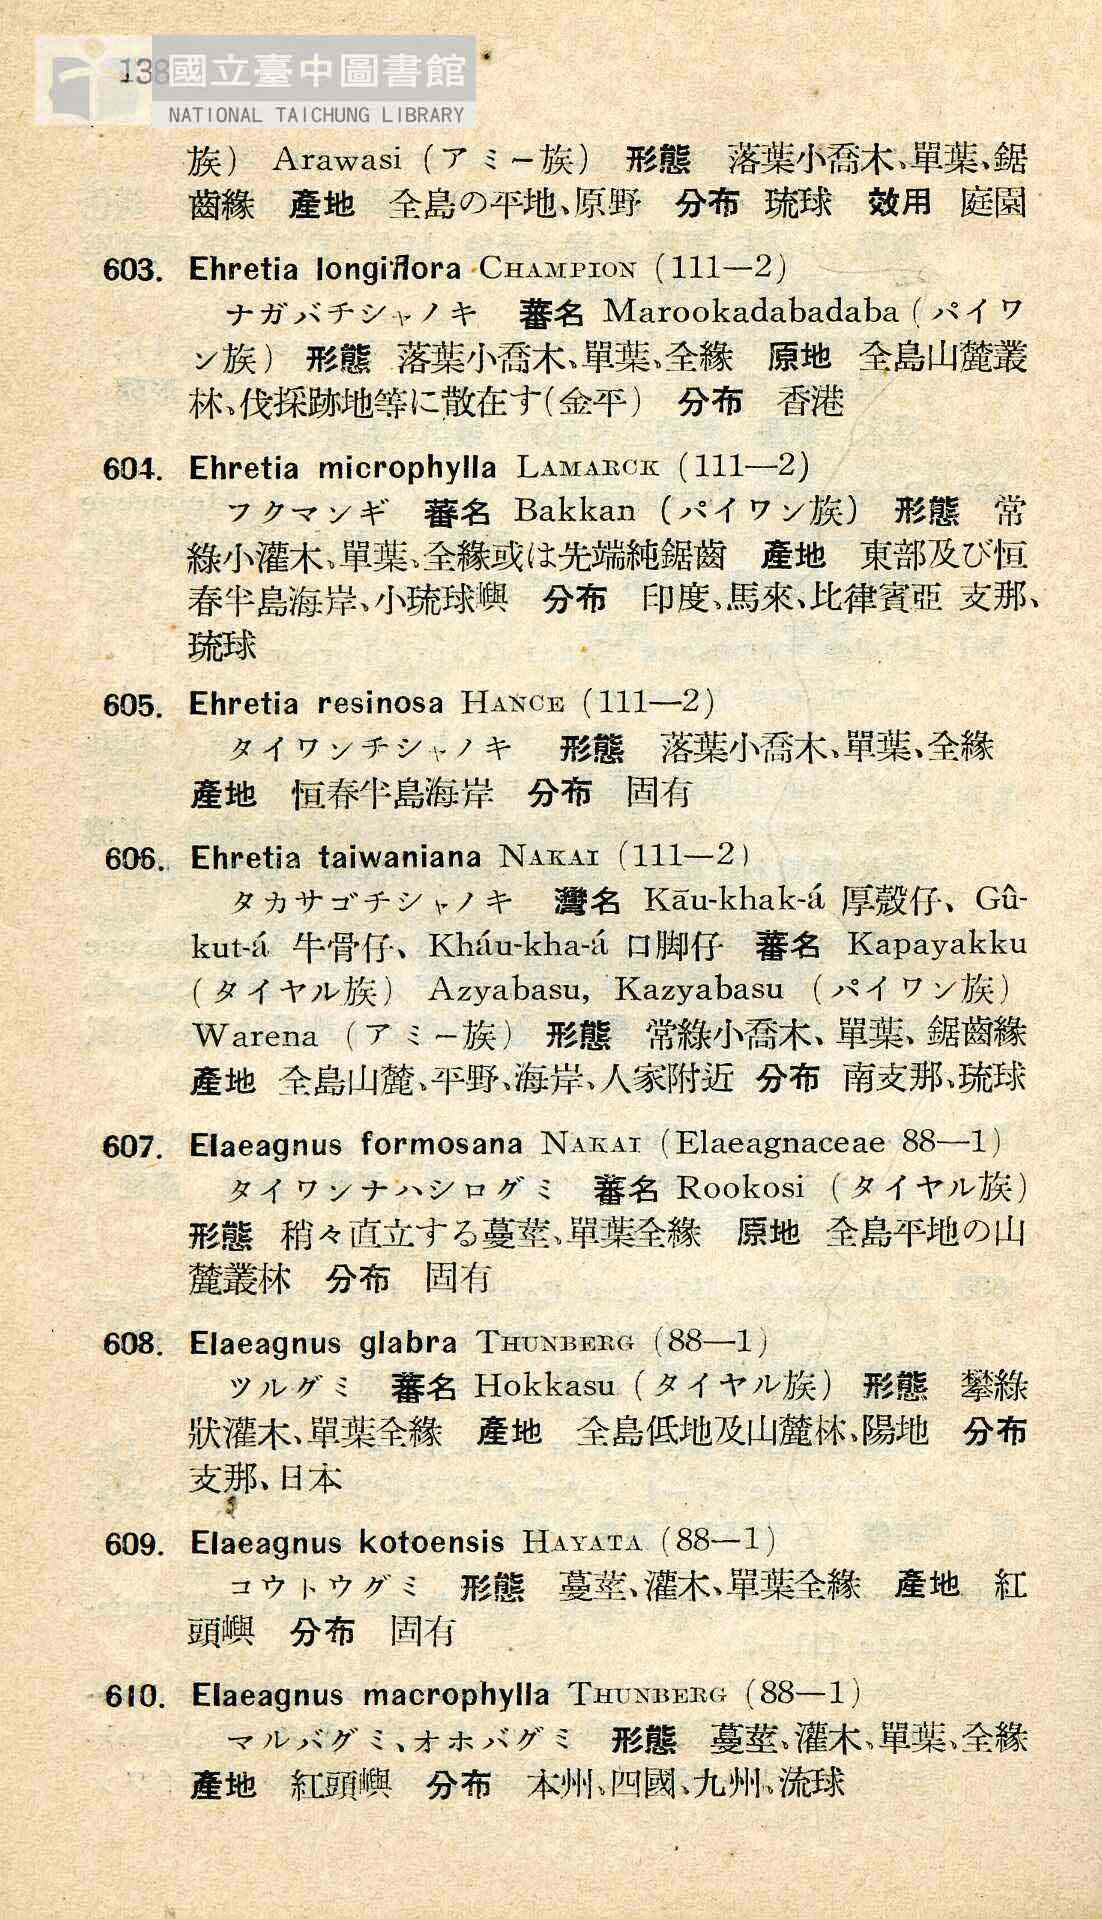 138
國立臺中圖書館
NATIONAL TAICHUNG LIBRARY
族) Arawasi (アミー族) 形態 落葉小喬木、單葉、鋸
齒緣 產地 全島の平地、原野 分布 琉球 效用 庭園
603. Ehretia longiflora CHAMPION (111—2)
ナガバチシャノキ 蕃名 Marookadabadaba (パイワ
ン族) 形態 落葉小喬木、單葉、全緣 原地 全島山麓叢
林、伐採跡地等に散在す(金平) 分布 香港
604. Ehretia microphylla LAMARCK (111—2)
フクマンギ 蕃名 Bakkan (パイワン族) 形態 常
綠小灌木、單葉、全緣或は先端純鋸齒 產地 東部及び恒
春半島海岸、小琉球嶼 分布 印度、馬來、比律賓亞 支那、
琉球
605. Ehretia resinosa HANCE (111—2)
タイワンチシャノキ 形態 落葉小喬木、單葉、全緣
產地 恒春半島海岸 分布 固有
606. Ehretia taiwaniana NAKAI (111—2)
タカサゴチシャノキ 灣名 Kāu-khak-á 厚殼仔、Gû-
kut-á 牛骨仔、Kháu-kha-á 口脚仔 蕃名 Kapayakku
(タイヤル族) Azyabasu, Kazyabasu (パイワン族)
Warena (アミー族) 形態 常綠小喬木、單葉、鋸齒緣
產地 全島山麓、平野、海岸、人家附近 分布 南支那、琉球
607. Elaeagnus formosana NAKAI (Elaeagnaceae 88—1)
タイワンナハシログミ 蕃名 Rookosi (タイヤル族)
形態 稍々直立する蔓莖、單葉全緣 原地 全島平地の山
麓叢林 分布 固有
608. Elaeagnus glabra THUNBERG (88—1)
ツルグミ 蕃名 Hokkasu (タイヤル族) 形態 攀緣
狀灌木、單葉全緣 產地 全島低地及山麓林、陽地 分布
支那、日本
609. Elaeagnus kotoensis HAYATA (88—1)
コウトウグミ 形態 蔓莖、灌木、單葉全緣 產地 紅
頭嶼 分布 固有
610. Elaeagnus macrophylla THUNBERG (88—1)
マルバグミ、オホバグミ 形態 蔓莖、灌木、單葉、全緣
產地 紅頭嶼 分布 本州、四國、九州、流球